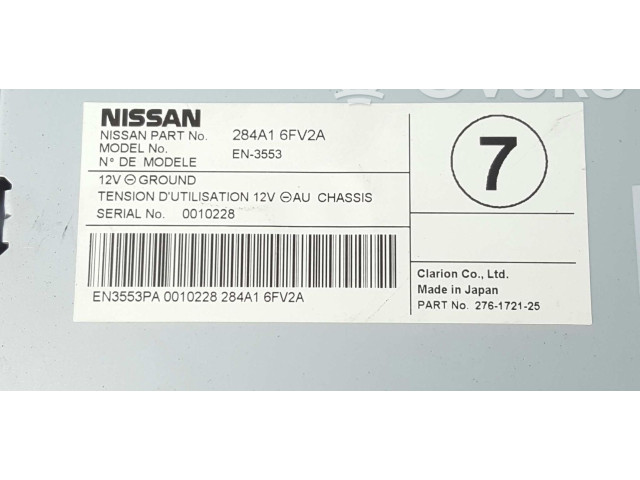 NISSAN
NISSAN PART No. 284A1 6FV2A
MODEL No.
N° DE MODELE EN-3553
12V ⊖ GROUND
TENSION D'UTILISATION 12V ⊖ AU CHASSIS
SERIAL No. 0010228
EN3553PA 0010228 284A1 6FV2A
7
Clarion Co., Ltd.
Made in Japan
PART No. 276-1721-25